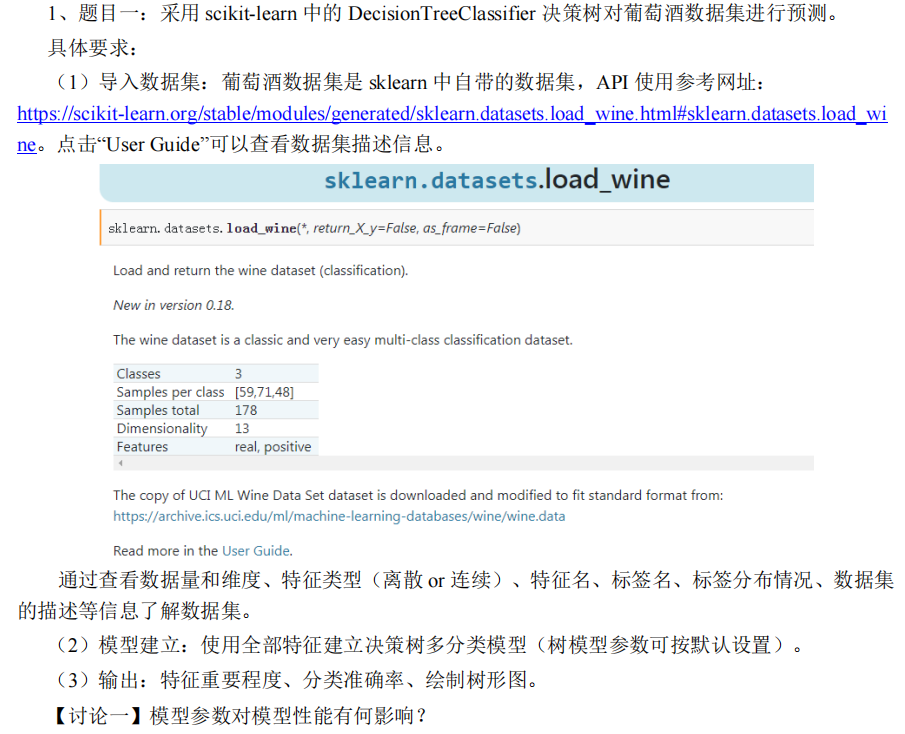 1、题目一：采用 scikit-learn 中的 DecisionTreeClassifier 决策树对葡萄酒数据集进行预测。
具体要求：
（1）导入数据集：葡萄酒数据集是 sklearn 中自带的数据集，API 使用参考网址：
https://scikit-learn.org/stable/modules/generated/sklearn.datasets.load_wine.html#sklearn.datasets.load_wi
ne。点击“User Guide”可以查看数据集描述信息。
sklearn.datasets.load_wine
sklearn.datasets.load_wine(*, return_X_y=False, as_frame=False)
Load and return the wine dataset (classification).
New in version 0.18.
The wine dataset is a classic and very easy multi-class classification dataset.
Classes 3
Samples per class [59,71,48]
Samples total 178
Dimensionality 13
Features real, positive
The copy of UCI ML Wine Data Set dataset is downloaded and modified to fit standard format from:
https://archive.ics.uci.edu/ml/machine-learning-databases/wine/wine.data
Read more in the User Guide.
通过查看数据量和维度、特征类型（离散 or 连续）、特征名、标签名、标签分布情况、数据集
的描述等信息了解数据集。
（2）模型建立：使用全部特征建立决策树多分类模型（树模型参数可按默认设置）。
（3）输出：特征重要程度、分类准确率、绘制树形图。
【讨论一】模型参数对模型性能有何影响？